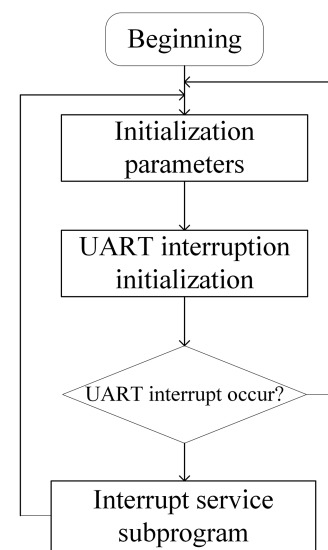 Beginning
Initialization
parameters
UART interruption
initialization
UART interrupt occur?
Interrupt service
subprogram